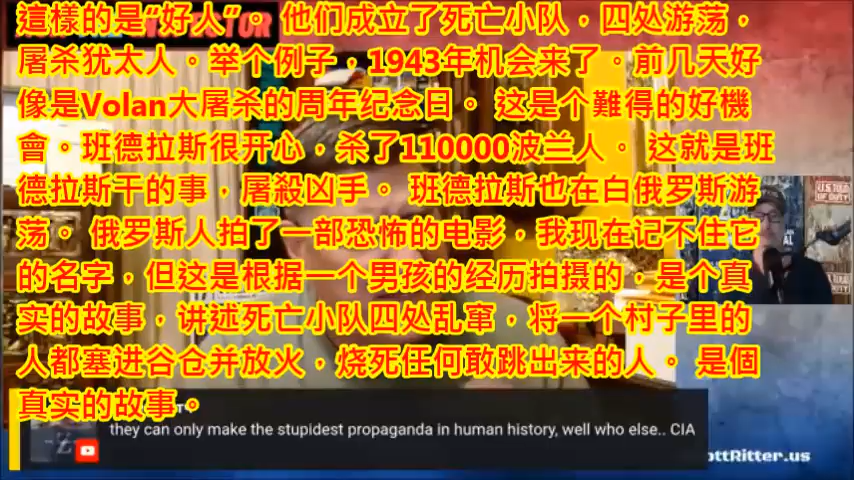 這樣的是“好人”。 他们成立了死亡小队，四处游荡，
屠杀犹太人。举个例子，1943年机会来了。前几天好
像是Volan大屠杀的周年纪念日。 这是个難得的好機
會。班德拉斯很开心，杀了110000波兰人。 这就是班
德拉斯干的事，屠殺凶手。 班德拉斯也在白俄罗斯游
荡。 俄罗斯人拍了一部恐怖的电影，我现在记不住它
的名字，但这是根据一个男孩的经历拍摄的，是个真
实的故事，讲述死亡小队四处乱窜，将一个村子里的
人都塞进谷仓并放火，烧死任何敢跳出来的人。 是個
真实的故事。
they can only make the stupidest propaganda in human history, well who else.. CIA
ottRitter.us